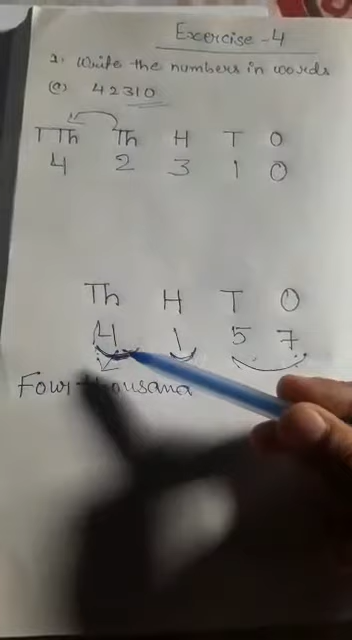 Exercise-4
1. Write the numbers in words
(a) 42310
TTh Th H T O
4 2 3 1 0
Th H T O
4 1 5 7
Four thousand